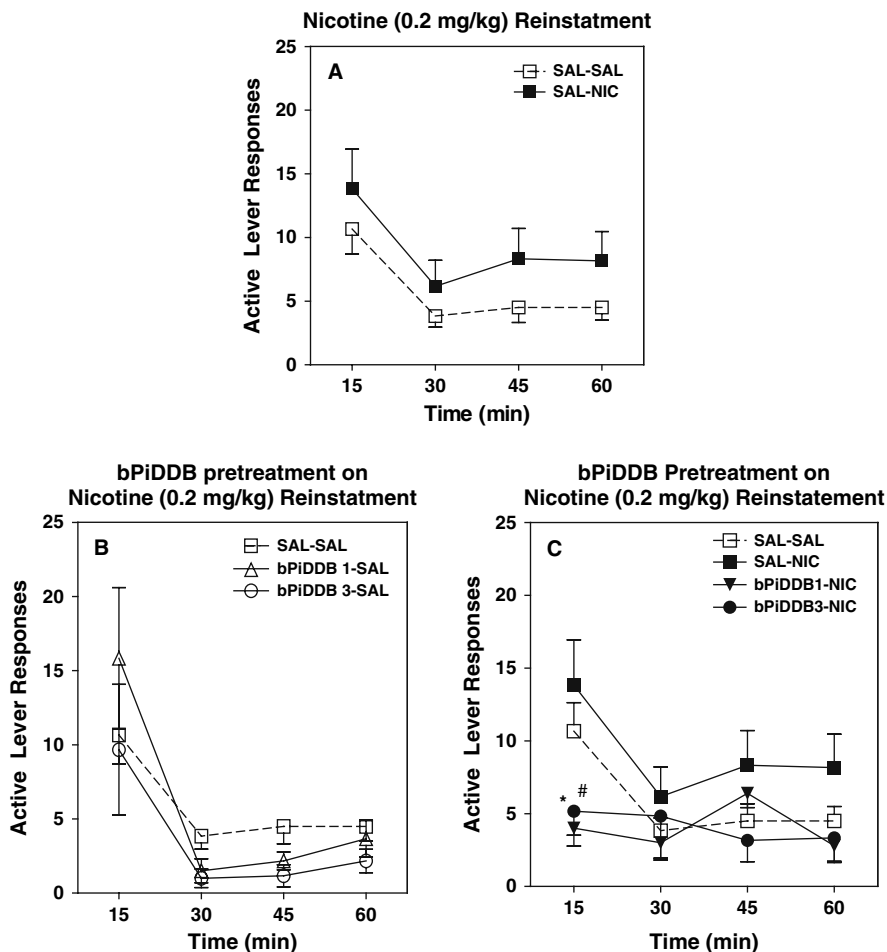 Nicotine (0.2 mg/kg) Reinstatment
A
SAL-SAL
SAL-NIC
25
20
15
10
5
0
Active Lever Responses
15 30 45 60
Time (min)
bPiDDB pretreatment on
Nicotine (0.2 mg/kg) Reinstatment
B
SAL-SAL
bPiDDB 1-SAL
bPiDDB 3-SAL
25
20
15
10
5
0
Active Lever Responses
15 30 45 60
Time (min)
bPiDDB Pretreatment on
Nicotine (0.2 mg/kg) Reinstatement
C
SAL-SAL
SAL-NIC
bPiDDB1-NIC
bPiDDB3-NIC
25
20
15
10
5
0
* #
Active Lever Responses
15 30 45 60
Time (min)